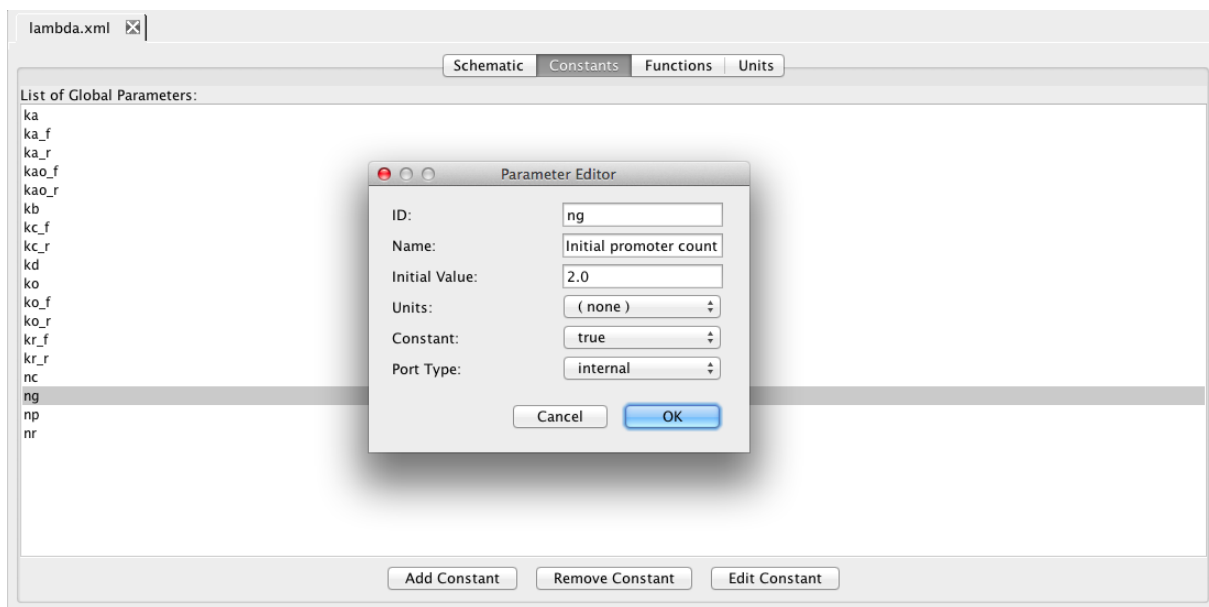 lambda.xml
Schematic Constants Functions Units
List of Global Parameters:
ka
ka_f
ka_r
kao_f
kao_r
kb
kc_f
kc_r
kd
ko
ko_f
ko_r
kr_f
kr_r
nc
ng
np
nr
Parameter Editor
ID: ng
Name: Initial promoter count
Initial Value: 2.0
Units: ( none )
Constant: true
Port Type: internal
Cancel OK
Add Constant Remove Constant Edit Constant